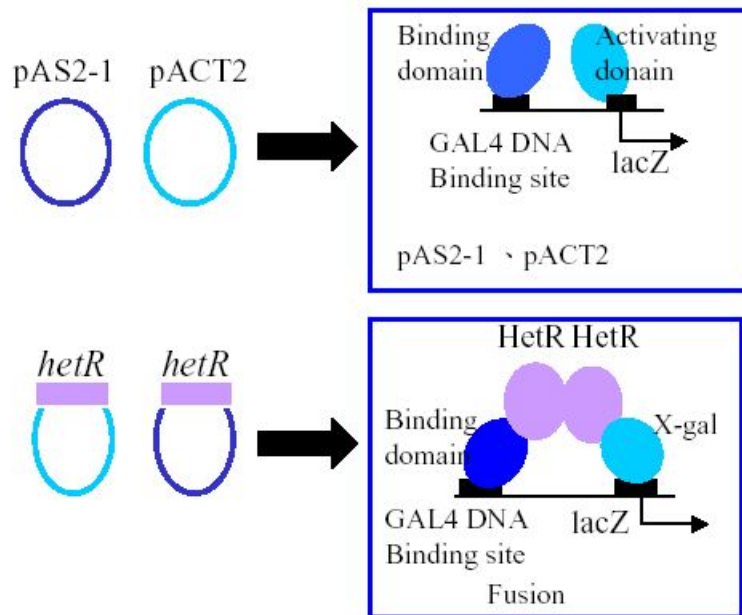 pAS2-1 pACT2
Binding domain
Activating donain
GAL4 DNA
Binding site
lacZ
pAS2-1、pACT2
hetR hetR
HetR HetR
Binding domain
X-gal
GAL4 DNA
Binding site
lacZ
Fusion